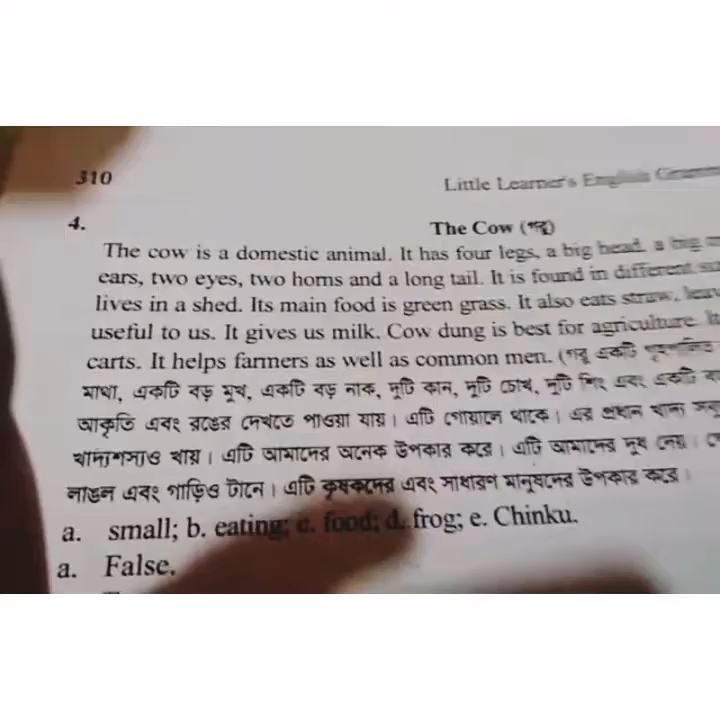 310
Little Learner's English Grammar
4.
The Cow (গরু)
The cow is a domestic animal. It has four legs, a big head, a big
ears, two eyes, two horns and a long tail. It is found in different
lives in a shed. Its main food is green grass. It also eats straw,
useful to us. It gives us milk. Cow dung is best for agriculture. It
carts. It helps farmers as well as common men. (গরু একটি গৃহপালিত
মাথা, একটি বড় মুখ, একটি বড় নাক, দুটি কান, দুটি চোখ, দুটি শিং এবং একটি
আকৃতি এবং রঙের দেখতে পাওয়া যায়। এটি গোয়ালে থাকে। এর প্রধান খাদ্য
খাদ্যশস্যও খায়। এটি আমাদের অনেক উপকার করে। এটি আমাদের দুধ দেয়।
লাঙল এবং গাড়িও টানে। এটি কৃষকদের এবং সাধারণ মানুষদের উপকার করে।
a. small; b. eating; c. food; d. frog; e. Chinku.
a. False.